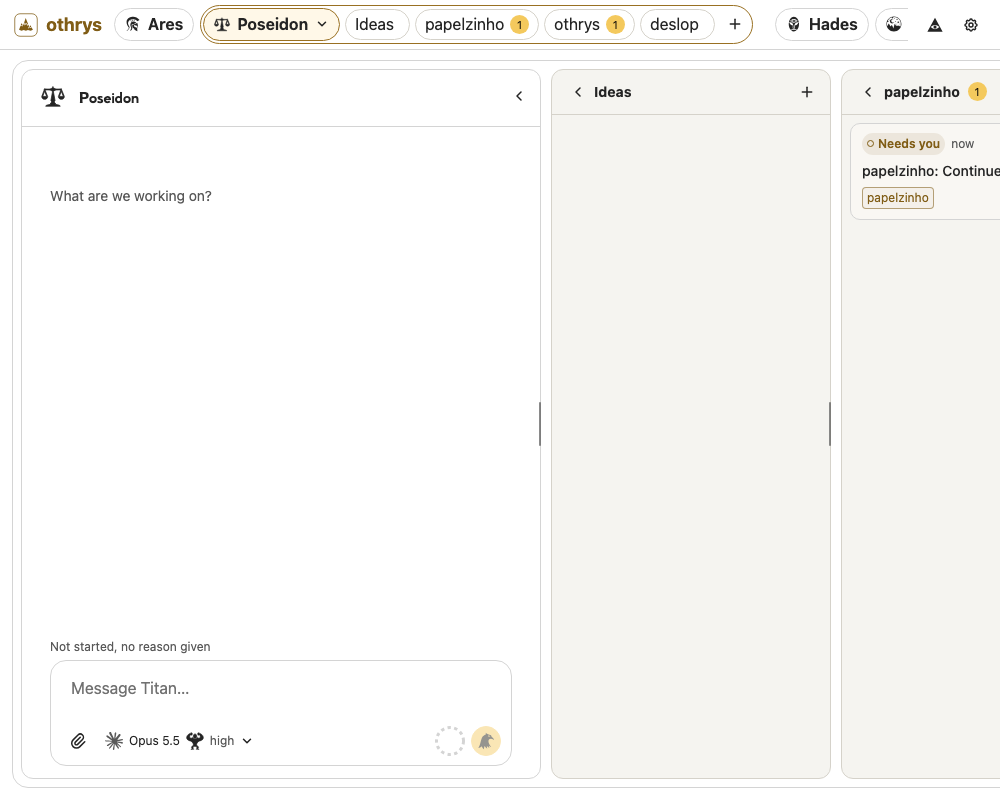 othrys
Ares
Poseidon
Ideas
papelzinho 1
othrys 1
deslop
+
Hades
Poseidon
What are we working on?
Not started, no reason given
Message Titan...
Opus 5.5 high
Ideas
+
papelzinho 1
Needs you now
papelzinho: Continue
papelzinho